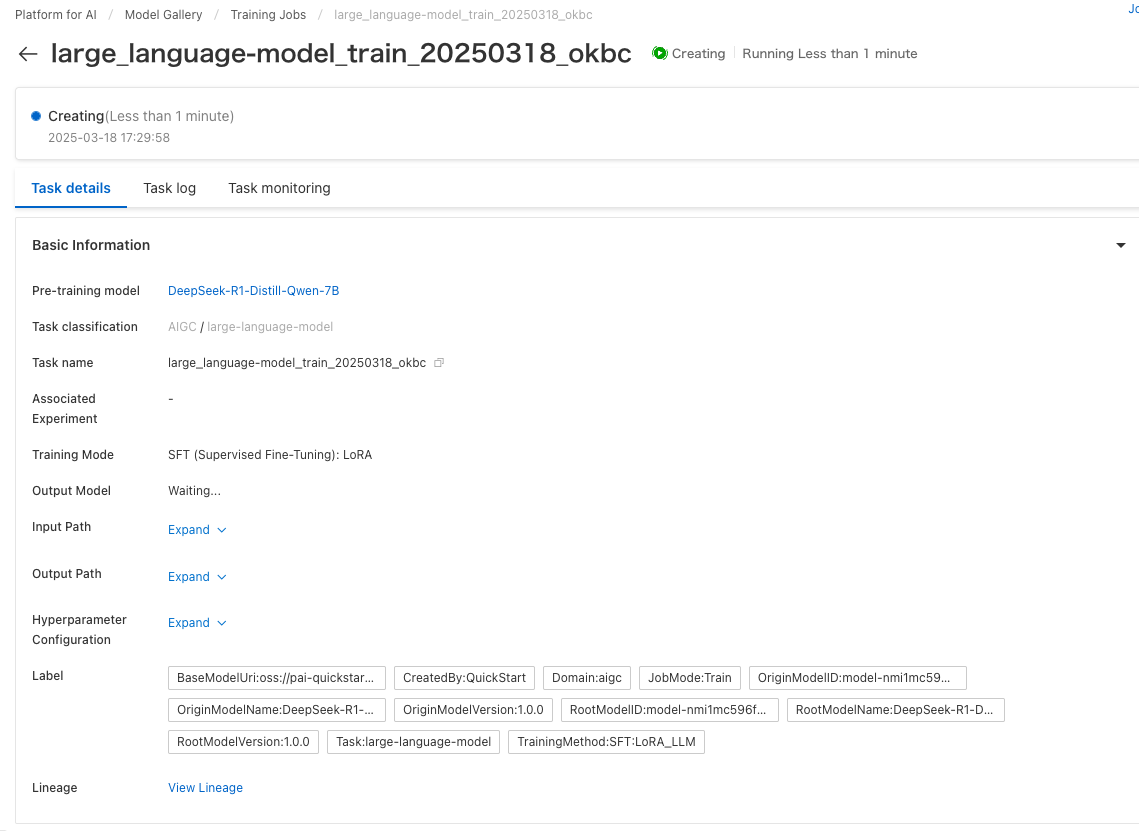 Platform for AI / Model Gallery / Training Jobs / large_language-model_train_20250318_okbc
large_language-model_train_20250318_okbc Creating Running Less than 1 minute
Creating(Less than 1 minute)
2025-03-18 17:29:58
Task details Task log Task monitoring
Basic Information
Pre-training model DeepSeek-R1-Distill-Qwen-7B
Task classification AIGC / large-language-model
Task name large_language-model_train_20250318_okbc
Associated -
Experiment
Training Mode SFT (Supervised Fine-Tuning): LoRA
Output Model Waiting...
Input Path Expand
Output Path Expand
Hyperparameter Expand
Configuration
Label BaseModelUri:oss://pai-quickstar... CreatedBy:QuickStart Domain:aigc JobMode:Train OriginModelID:model-nmi1mc59...
OriginModelName:DeepSeek-R1-... OriginModelVersion:1.0.0 RootModelID:model-nmi1mc596f... RootModelName:DeepSeek-R1-D...
RootModelVersion:1.0.0 Task:large-language-model TrainingMethod:SFT:LoRA_LLM
Lineage View Lineage